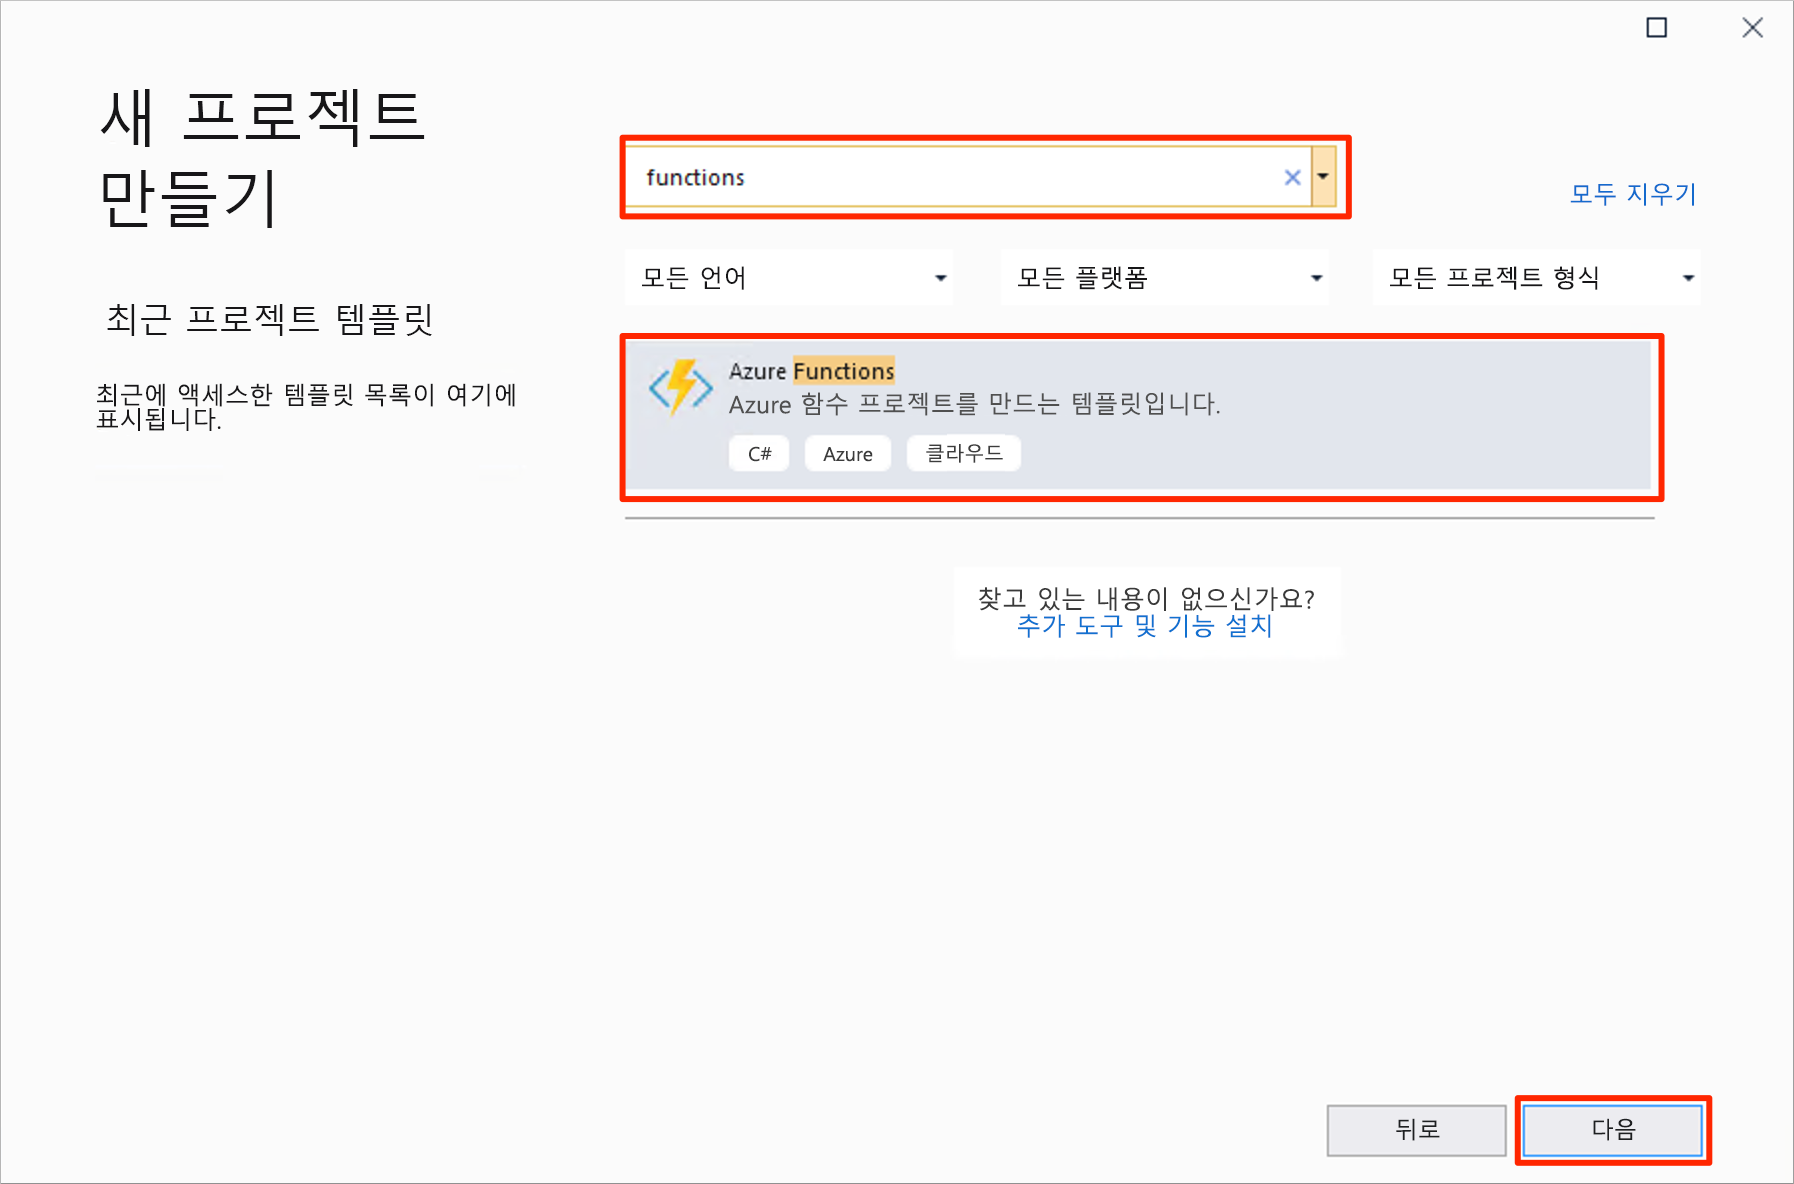 새 프로젝트
만들기
최근 프로젝트 템플릿
최근에 액세스한 템플릿 목록이 여기에
표시됩니다.
functions
모두 지우기
모든 언어
모든 플랫폼
모든 프로젝트 형식
Azure Functions
Azure 함수 프로젝트를 만드는 템플릿입니다.
C#
Azure
클라우드
찾고 있는 내용이 없으신가요?
추가 도구 및 기능 설치
뒤로
다음